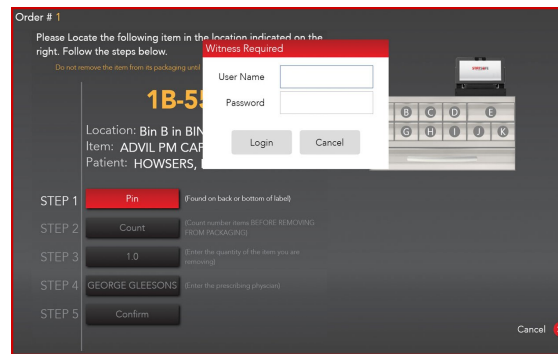 Order # 1
Please Locate the following item in the location indicated on the
right. Follow the steps below.
Do not remove the item from its packaging until
Witness Required
User Name
Password
Login
Cancel
1B-5
Location: Bin B in BIN
Item: ADVIL PM CA
Patient: HOWSERS,
B C D E
G H I J K
STEP 1
Pin
(Found on back or bottom of label)
STEP 2
Count
(Count number items BEFORE REMOVING
FROM PACKAGING)
STEP 3
1.0
(Enter the quantity of the item you are
removing)
STEP 4
GEORGE GLEESONS
(Enter the prescribing physician)
STEP 5
Confirm
Cancel